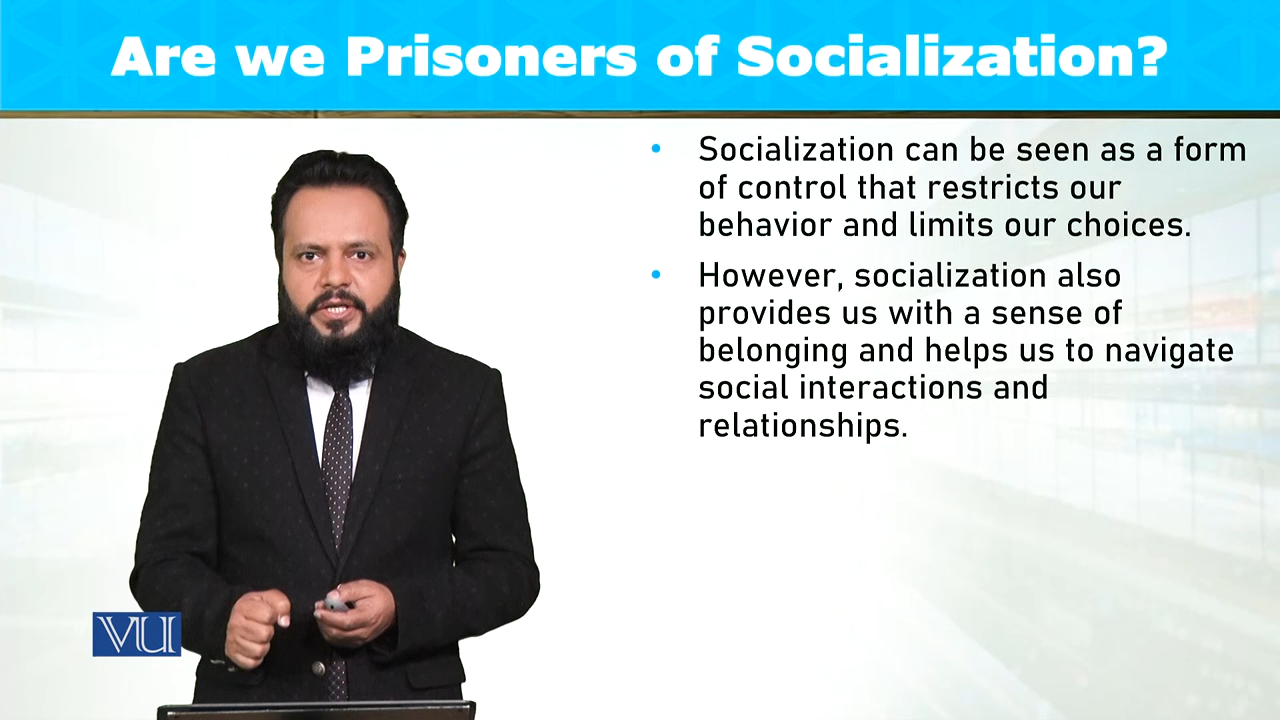 Are we Prisoners of Socialization?
• Socialization can be seen as a form
of control that restricts our
behavior and limits our choices.
• However, socialization also
provides us with a sense of
belonging and helps us to navigate
social interactions and
relationships.
VU